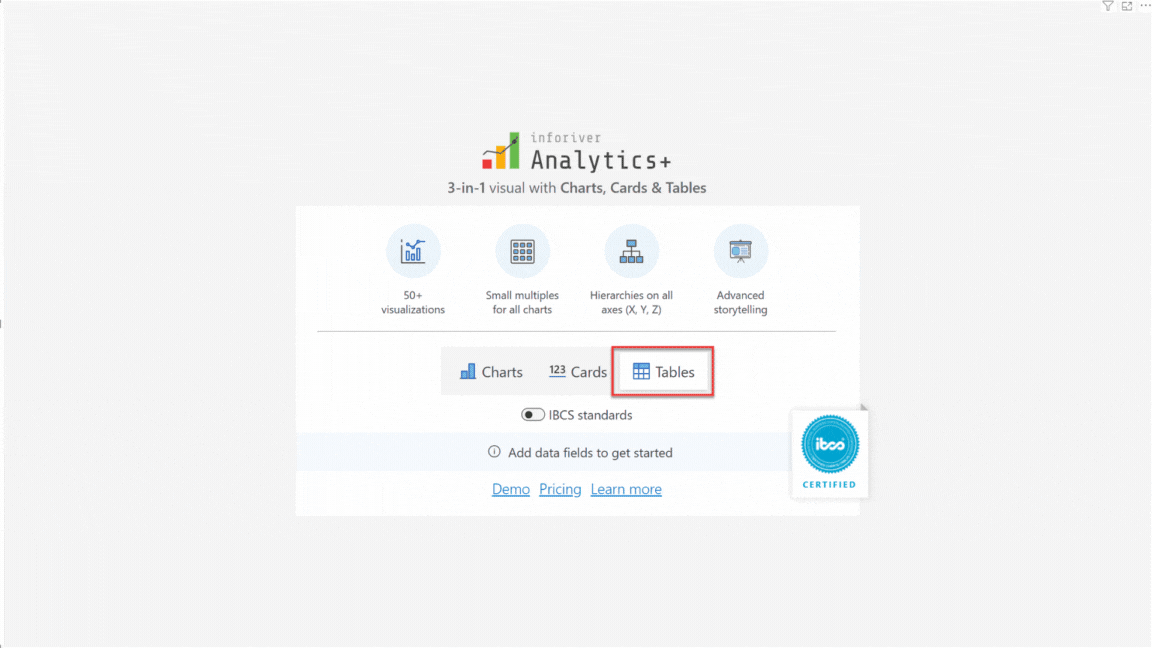 inforiver
Analytics+
3-in-1 visual with Charts, Cards & Tables
50+
visualizations
Small multiples
for all charts
Hierarchies on all
axes (X, Y, Z)
Advanced
storytelling
Charts
123 Cards
Tables
IBCS standards
Add data fields to get started
ibcs
CERTIFIED
Demo Pricing Learn more